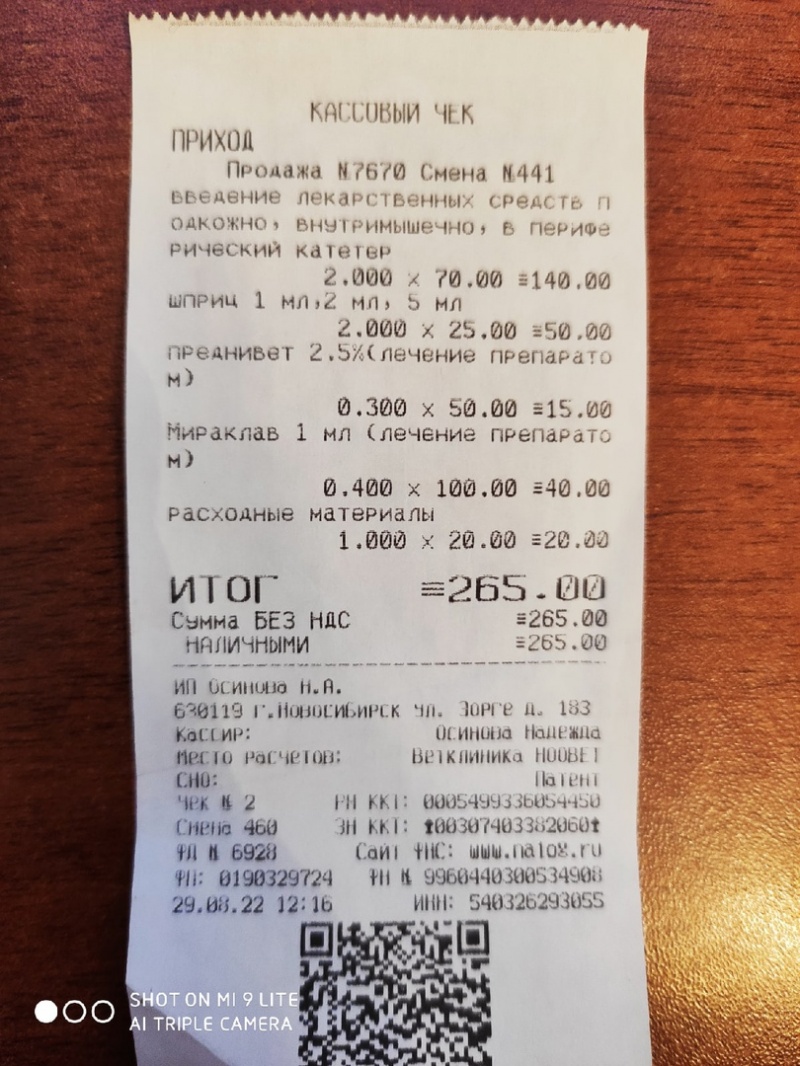 КАССОВЫЙ ЧЕК
ПРИХОД
Продажа №7670 Смена №441
введение лекарственных средств п
одкожно, внутримышечно, в перифе
рический катетер
2.000 x 70.00 ≡140.00
шприц 1 мл,2 мл, 5 мл
2.000 x 25.00 ≡50.00
преднивет 2.5%(лечение препарато
м)
0.300 x 50.00 ≡15.00
Мираклав 1 мл (лечение препарато
м)
0.400 x 100.00 ≡40.00
расходные материалы
1.000 x 20.00 ≡20.00
ИТОГ ≡265.00
Сумма БЕЗ НДС ≡265.00
НАЛИЧНЫМИ ≡265.00
ИП Осинова Н.А.
630119 г.Новосибирск ул. Зорге д. 183
Кассир: Осинова Надежда
Место расчетов: Ветклиника НООВЕТ
СНО: Патент
Чек № 2 РН ККТ: 0005499336054450
Смена 460 ЗН ККТ: 00307403382060
ФД № 6928 Сайт ФНС: www.nalog.ru
ФП: 0190329724 ФН № 9960440300534908
29.08.22 12:16 ИНН: 540326293055
SHOT ON MI 9 LITE
AI TRIPLE CAMERA